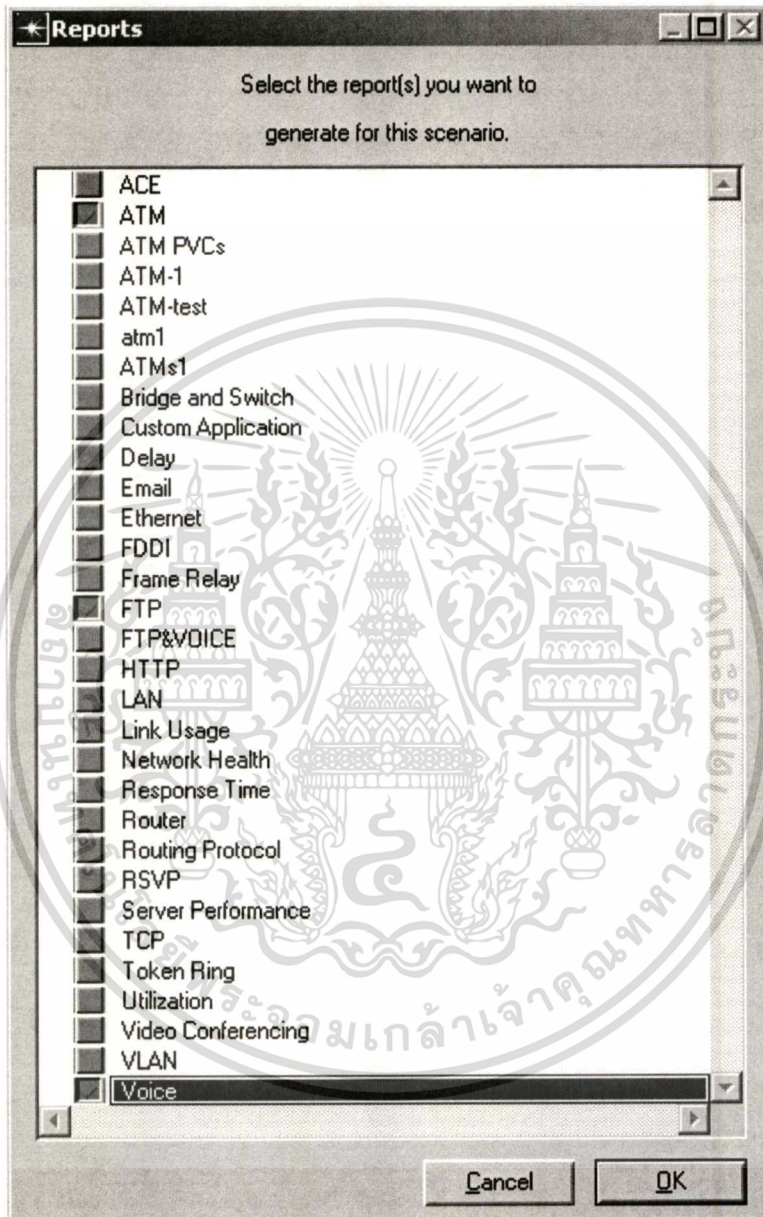 Reports
Select the report(s) you want to
generate for this scenario.
ACE
ATM
ATM PVCs
ATM-1
ATM-test
atm1
ATMs1
Bridge and Switch
Custom Application
Delay
Email
Ethernet
FDDI
Frame Relay
FTP
FTP&VOICE
HTTP
LAN
Link Usage
Network Health
Response Time
Router
Routing Protocol
RSVP
Server Performance
TCP
Token Ring
Utilization
Video Conferencing
VLAN
Voice
Cancel
OK